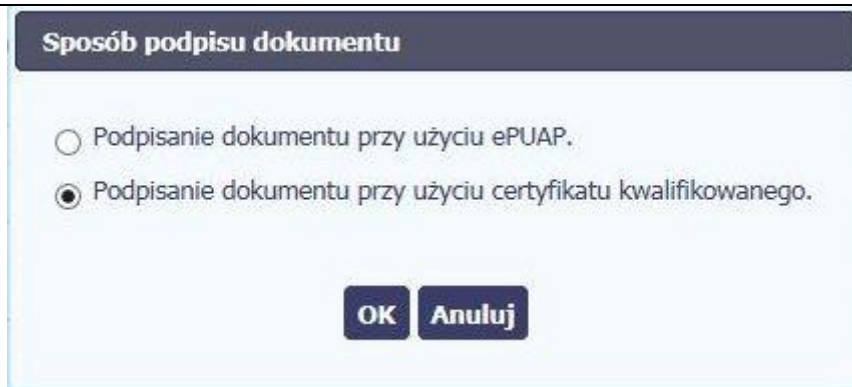 Sposób podpisu dokumentu
Podpisanie dokumentu przy użyciu ePUAP.
Podpisanie dokumentu przy użyciu certyfikatu kwalifikowanego.
OK Anuluj